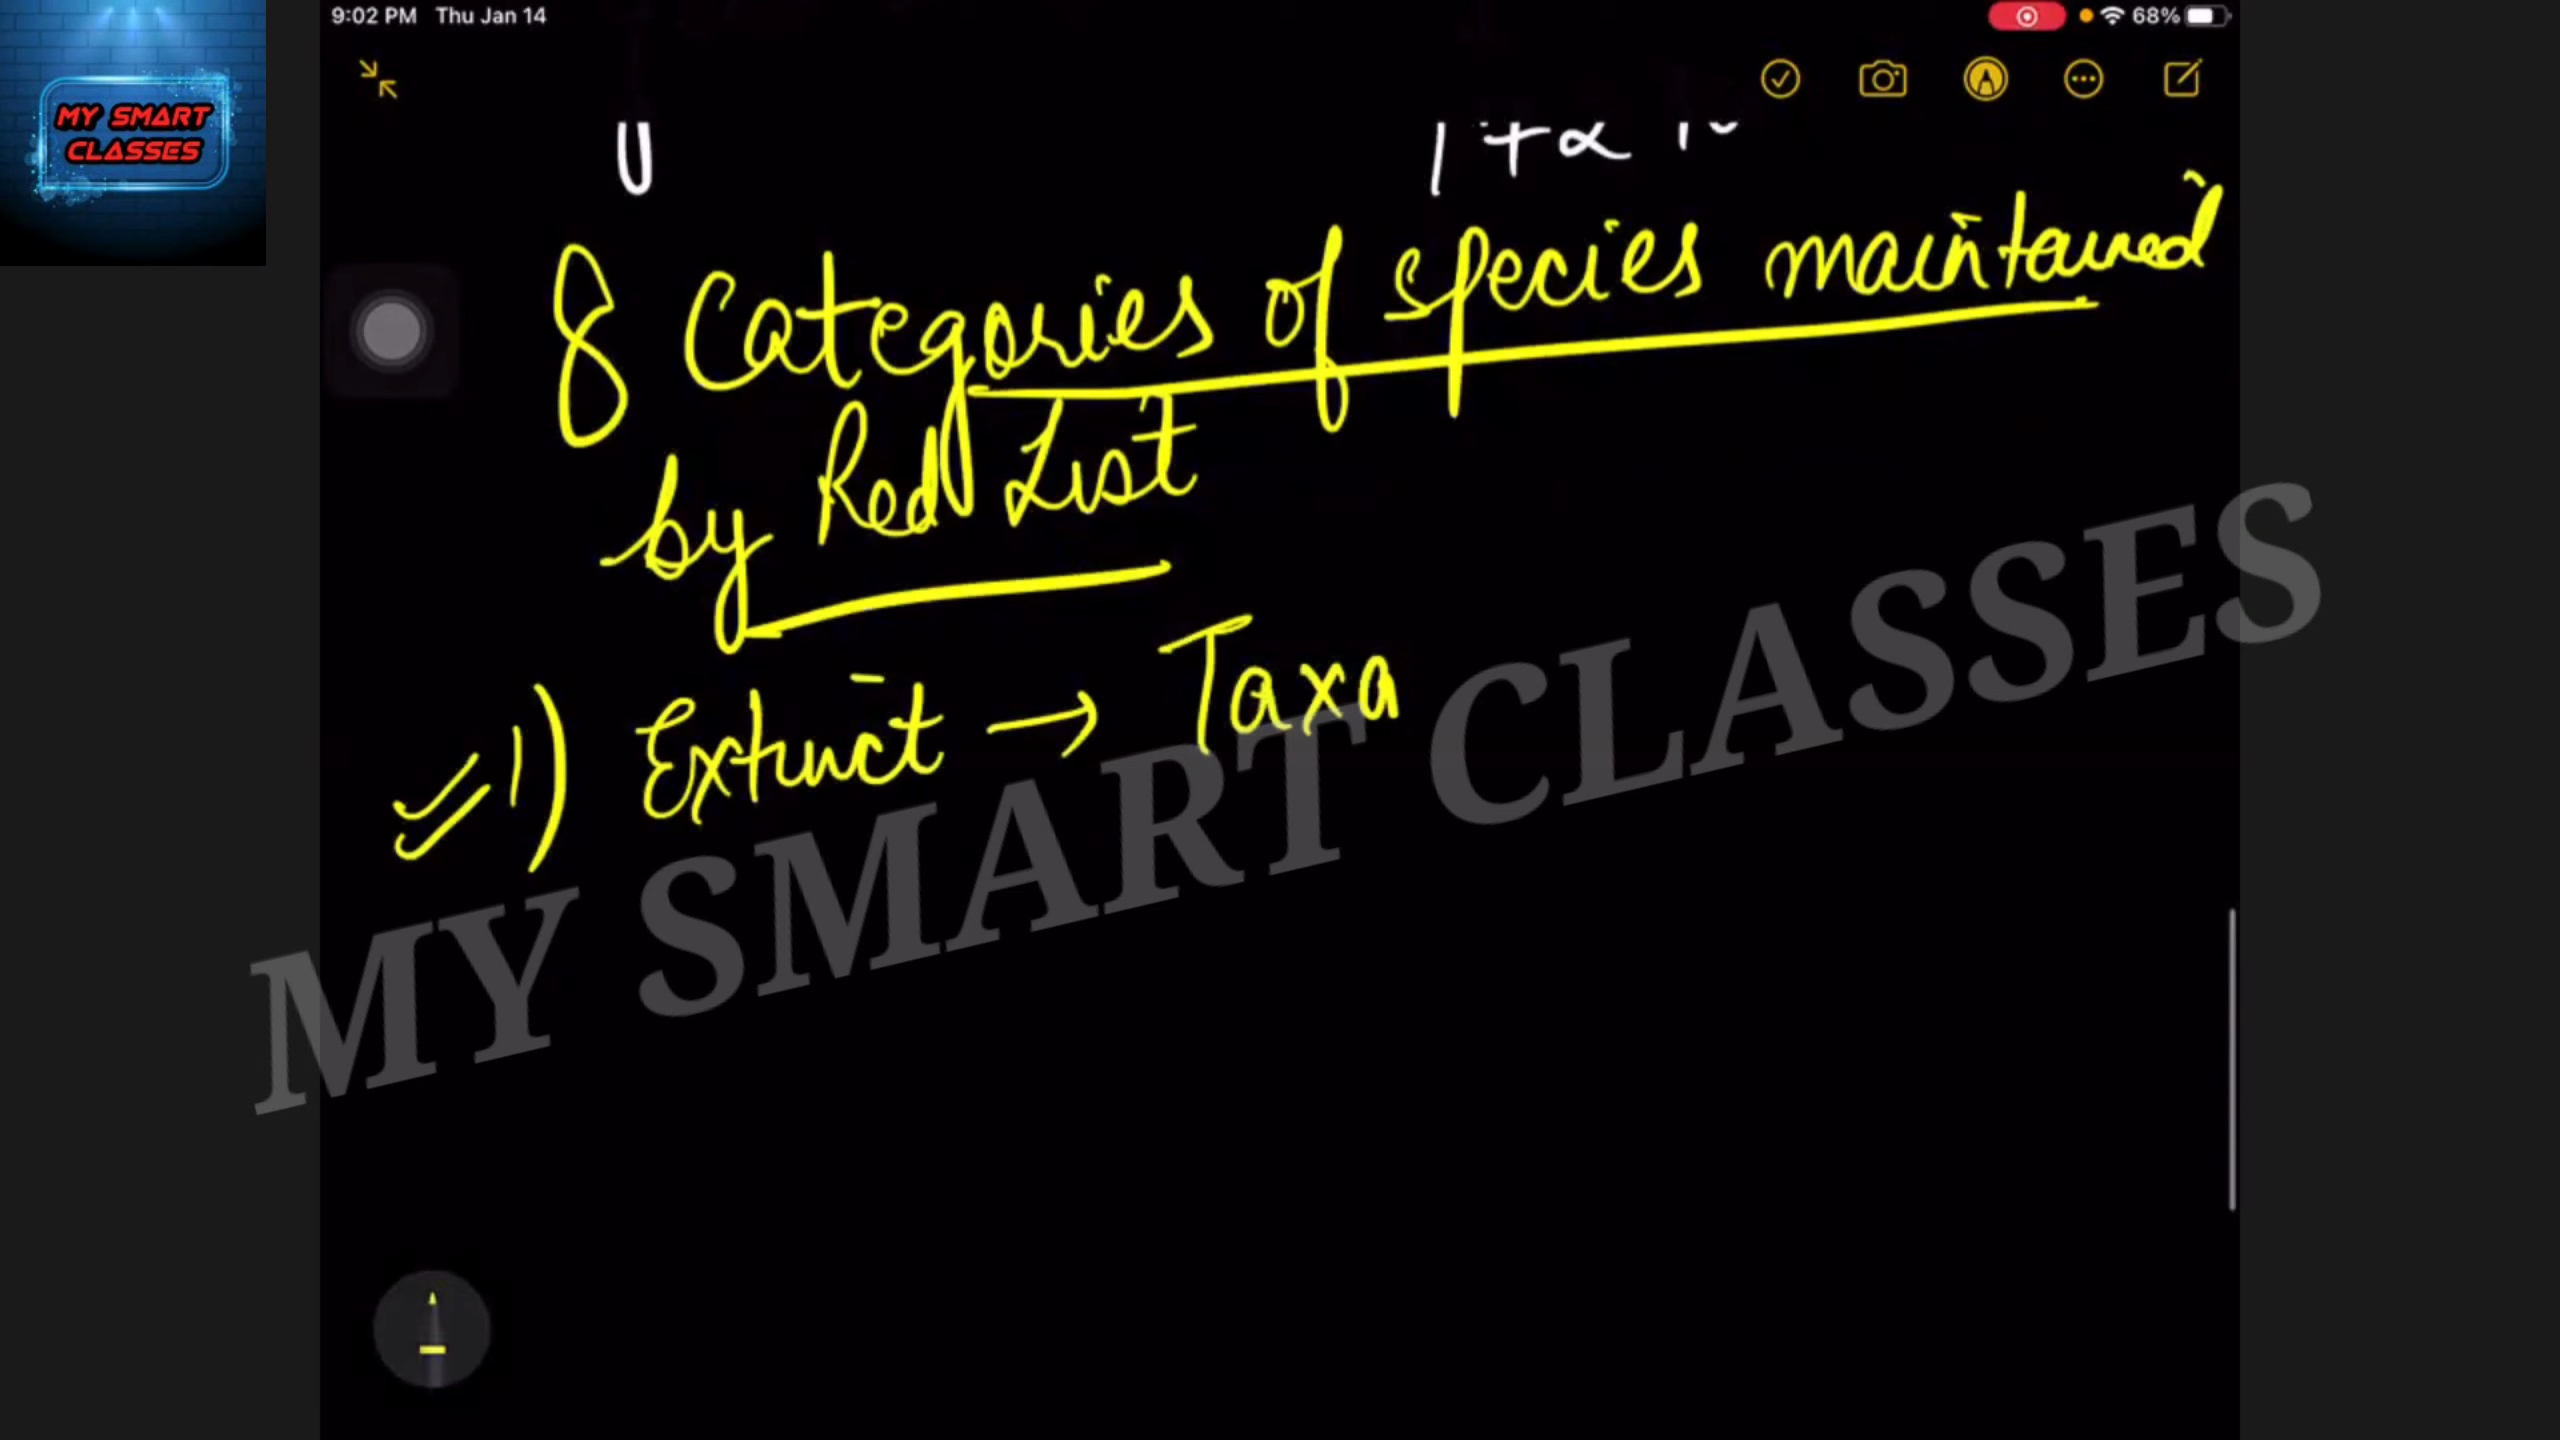 9:02 PM Thu Jan 14
68%
MY SMART
CLASSES
8 Categories of species maintained
by Red List
1) Extinct → Taxa
MY SMART CLASSES